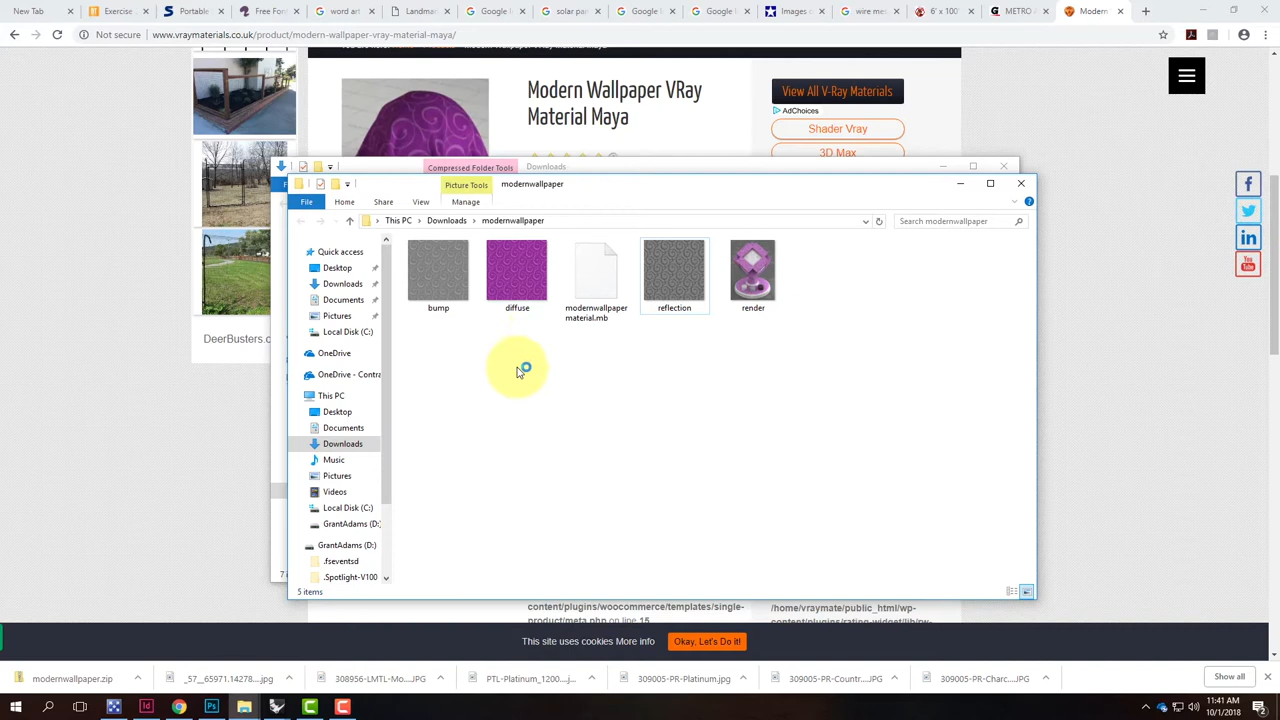 New Tab
Exercise
Portable
Free Fon
word art
Landma
Google I
solar par
Google I
Google I
Google I
Images o
wire mes
6' x 100'
METRO
Modern
Not secure
www.vraymaterials.co.uk/product/modern-wallpaper-vray-material-maya/
Modern Wallpaper VRay
Material Maya
View All V-Ray Materials
AdChoices
Shader Vray
3D Max
Compressed Folder Tools
Downloads
Picture Tools
modernwallpaper
File
Home
Share
View
Manage
This PC
Downloads
modernwallpaper
Search modernwallpaper
Quick access
Desktop
Downloads
Documents
Pictures
Local Disk (C:)
OneDrive
OneDrive - Contra
This PC
Desktop
Documents
Downloads
Music
Pictures
Videos
Local Disk (C:)
GrantAdams (D:)
GrantAdams (D:)
.fseventsd
.Spotlight-V100
bump
diffuse
modernwallpaper
material.mb
reflection
render
5 items
DeerBusters.c
content/plugins/woocommerce/templates/single-
product/meta.php on line 15
/home/vraymate/public_html/wp-
content/plugins/rating-widget/lib/rw-
This site uses cookies More info
Okay, Let's Do it!
modernwallpaper.zip
_57__65971.14278....jpg
308956-LMTL-Mo....JPG
PTL-Platinum_1200....j...
309005-PR-Platinum.jpg
309005-PR-Countr....JPG
309005-PR-Charc....JPG
Show all
11:41 AM
10/1/2018